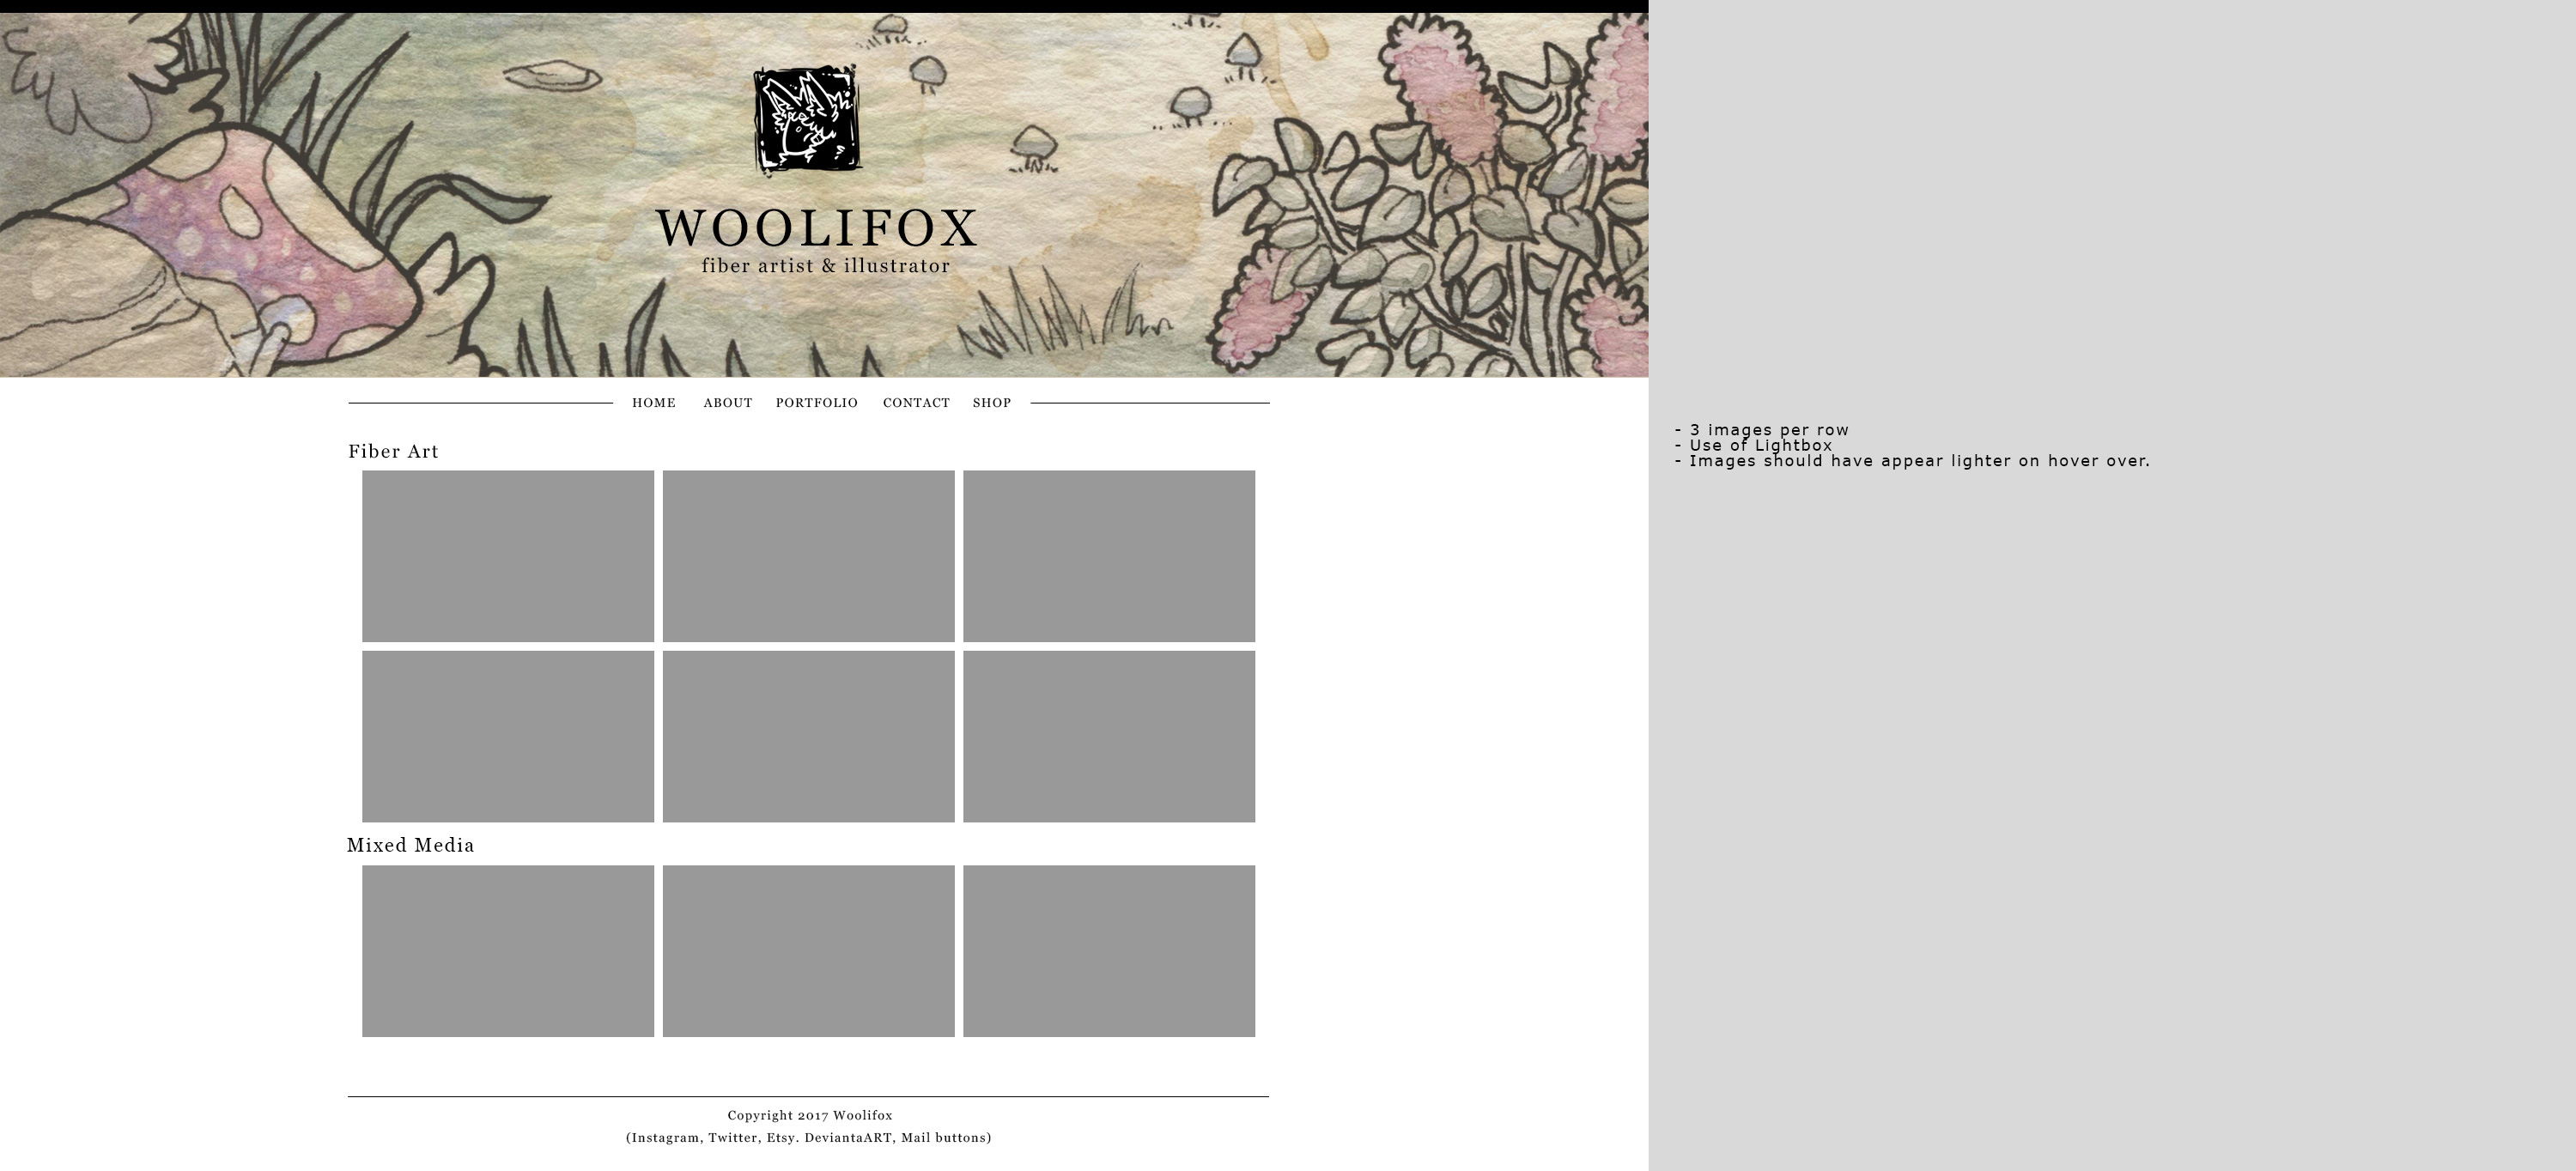 WOOLIFOX
fiber artist & illustrator
HOME ABOUT PORTFOLIO CONTACT SHOP
- 3 images per row
- Use of Lightbox
- Images should have appear lighter on hover over.
Fiber Art
Mixed Media
Copyright 2017 Woolifox
(Instagram, Twitter, Etsy. DeviantaART, Mail buttons)